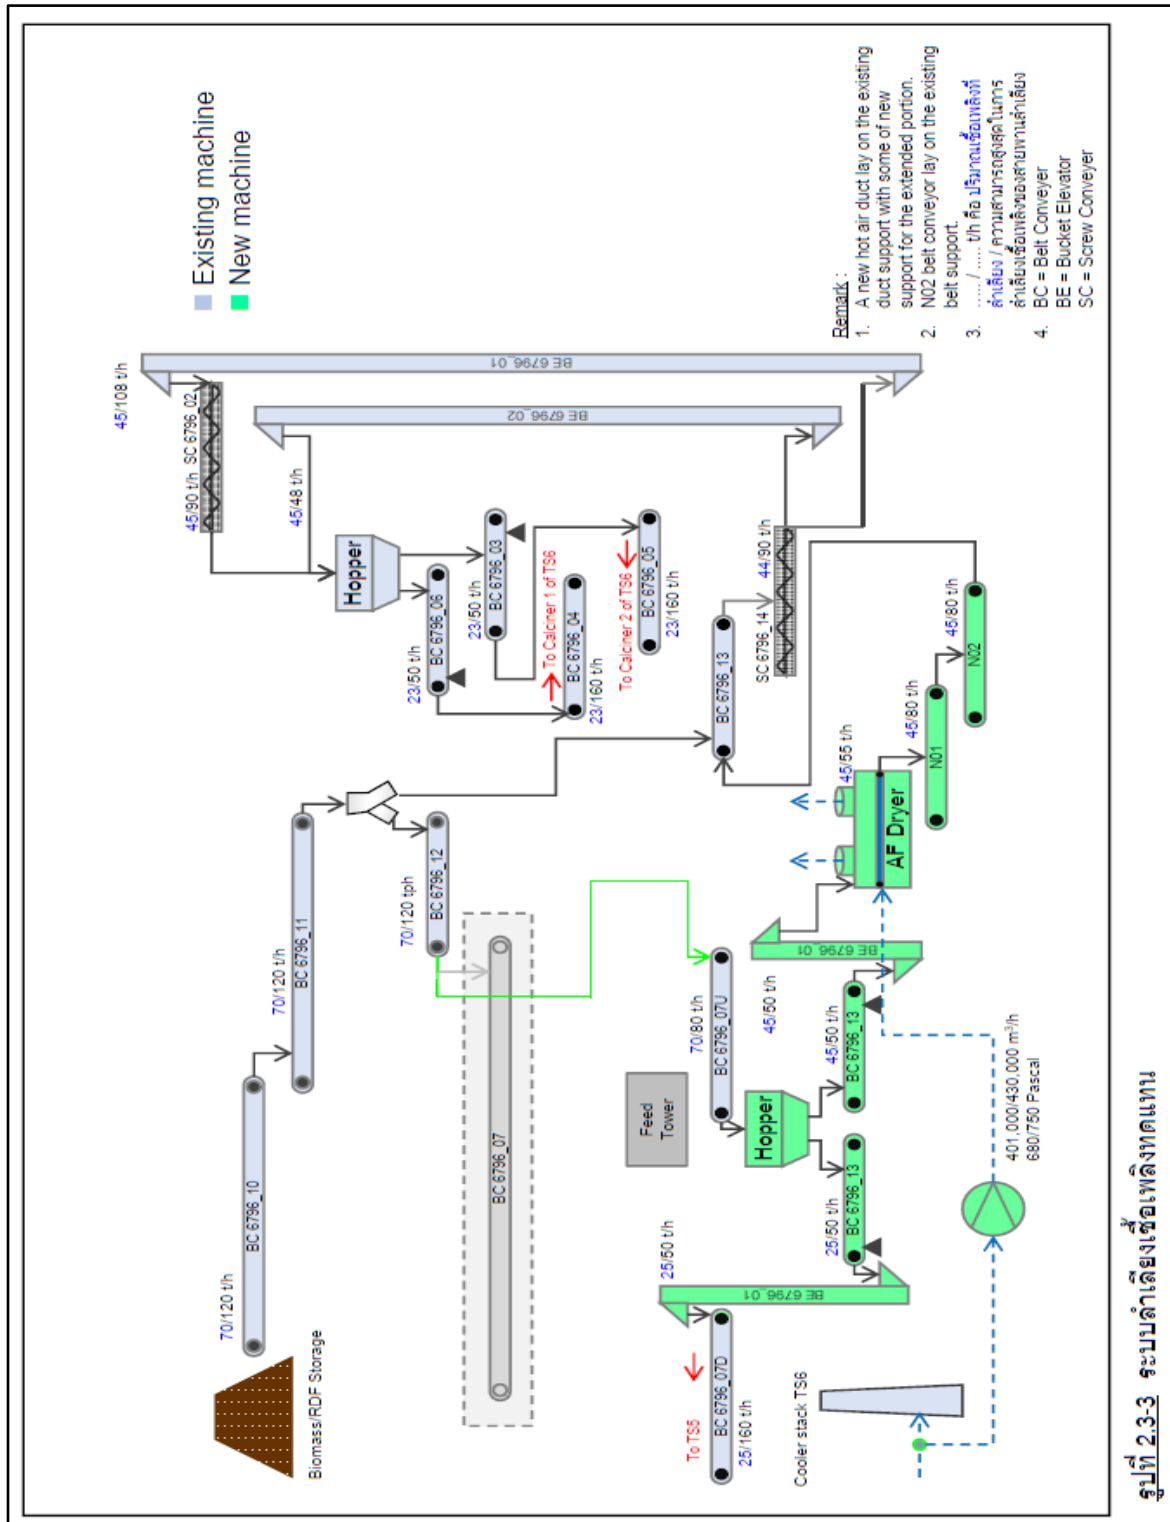 Existing machine
New machine
45/108 t/h
45/90 t/h
SC 6796_02
BE 6796_01
BE 6796_02
45/48 t/h
Hopper
23/50 t/h
BC 6796_06
23/50 t/h
BC 6796_03
To Calciner 1 of TS6
BC 6796_04
23/160 t/h
To Calciner 2 of TS6
BC 6796_05
23/160 t/h
70/120 t/h
BC 6796_10
Biomass/RDF Storage
70/120 t/h
BC 6796_11
70/120 tph
BC 6796_12
BC 6796_07
BC 6796_13
SC 6796_14
44/90 t/h
45/80 t/h
N02
45/80 t/h
N01
45/55 t/h
AF Dryer
BE 6796_01
45/50 t/h
70/80 t/h
BC 6796_07U
Feed
Tower
Hopper
45/50 t/h
BC 6796_13
25/50 t/h
BC 6796_13
25/50 t/h
BE 6796_01
To TS5
BC 6796_07D
25/160 t/h
Cooler stack TS6
401,000/430,000 m³/h
680/750 Pascal
Remark :
1. A new hot air duct lay on the existing
duct support with some of new
support for the extended portion.
2. N02 belt conveyor lay on the existing
belt support.
3. ..... / ..... t/h คือ ปริมาณเชื้อเพลิงที่
ลำเลียง / ความสามารถสูงสุดในการ
ลำเลียงเชื้อเพลิงของสายพานลำเลียง
4. BC = Belt Conveyer
BE = Bucket Elevator
SC = Screw Conveyer
รูปที่ 2.3-3 ระบบลำเลียงเชื้อเพลิงทดแทน